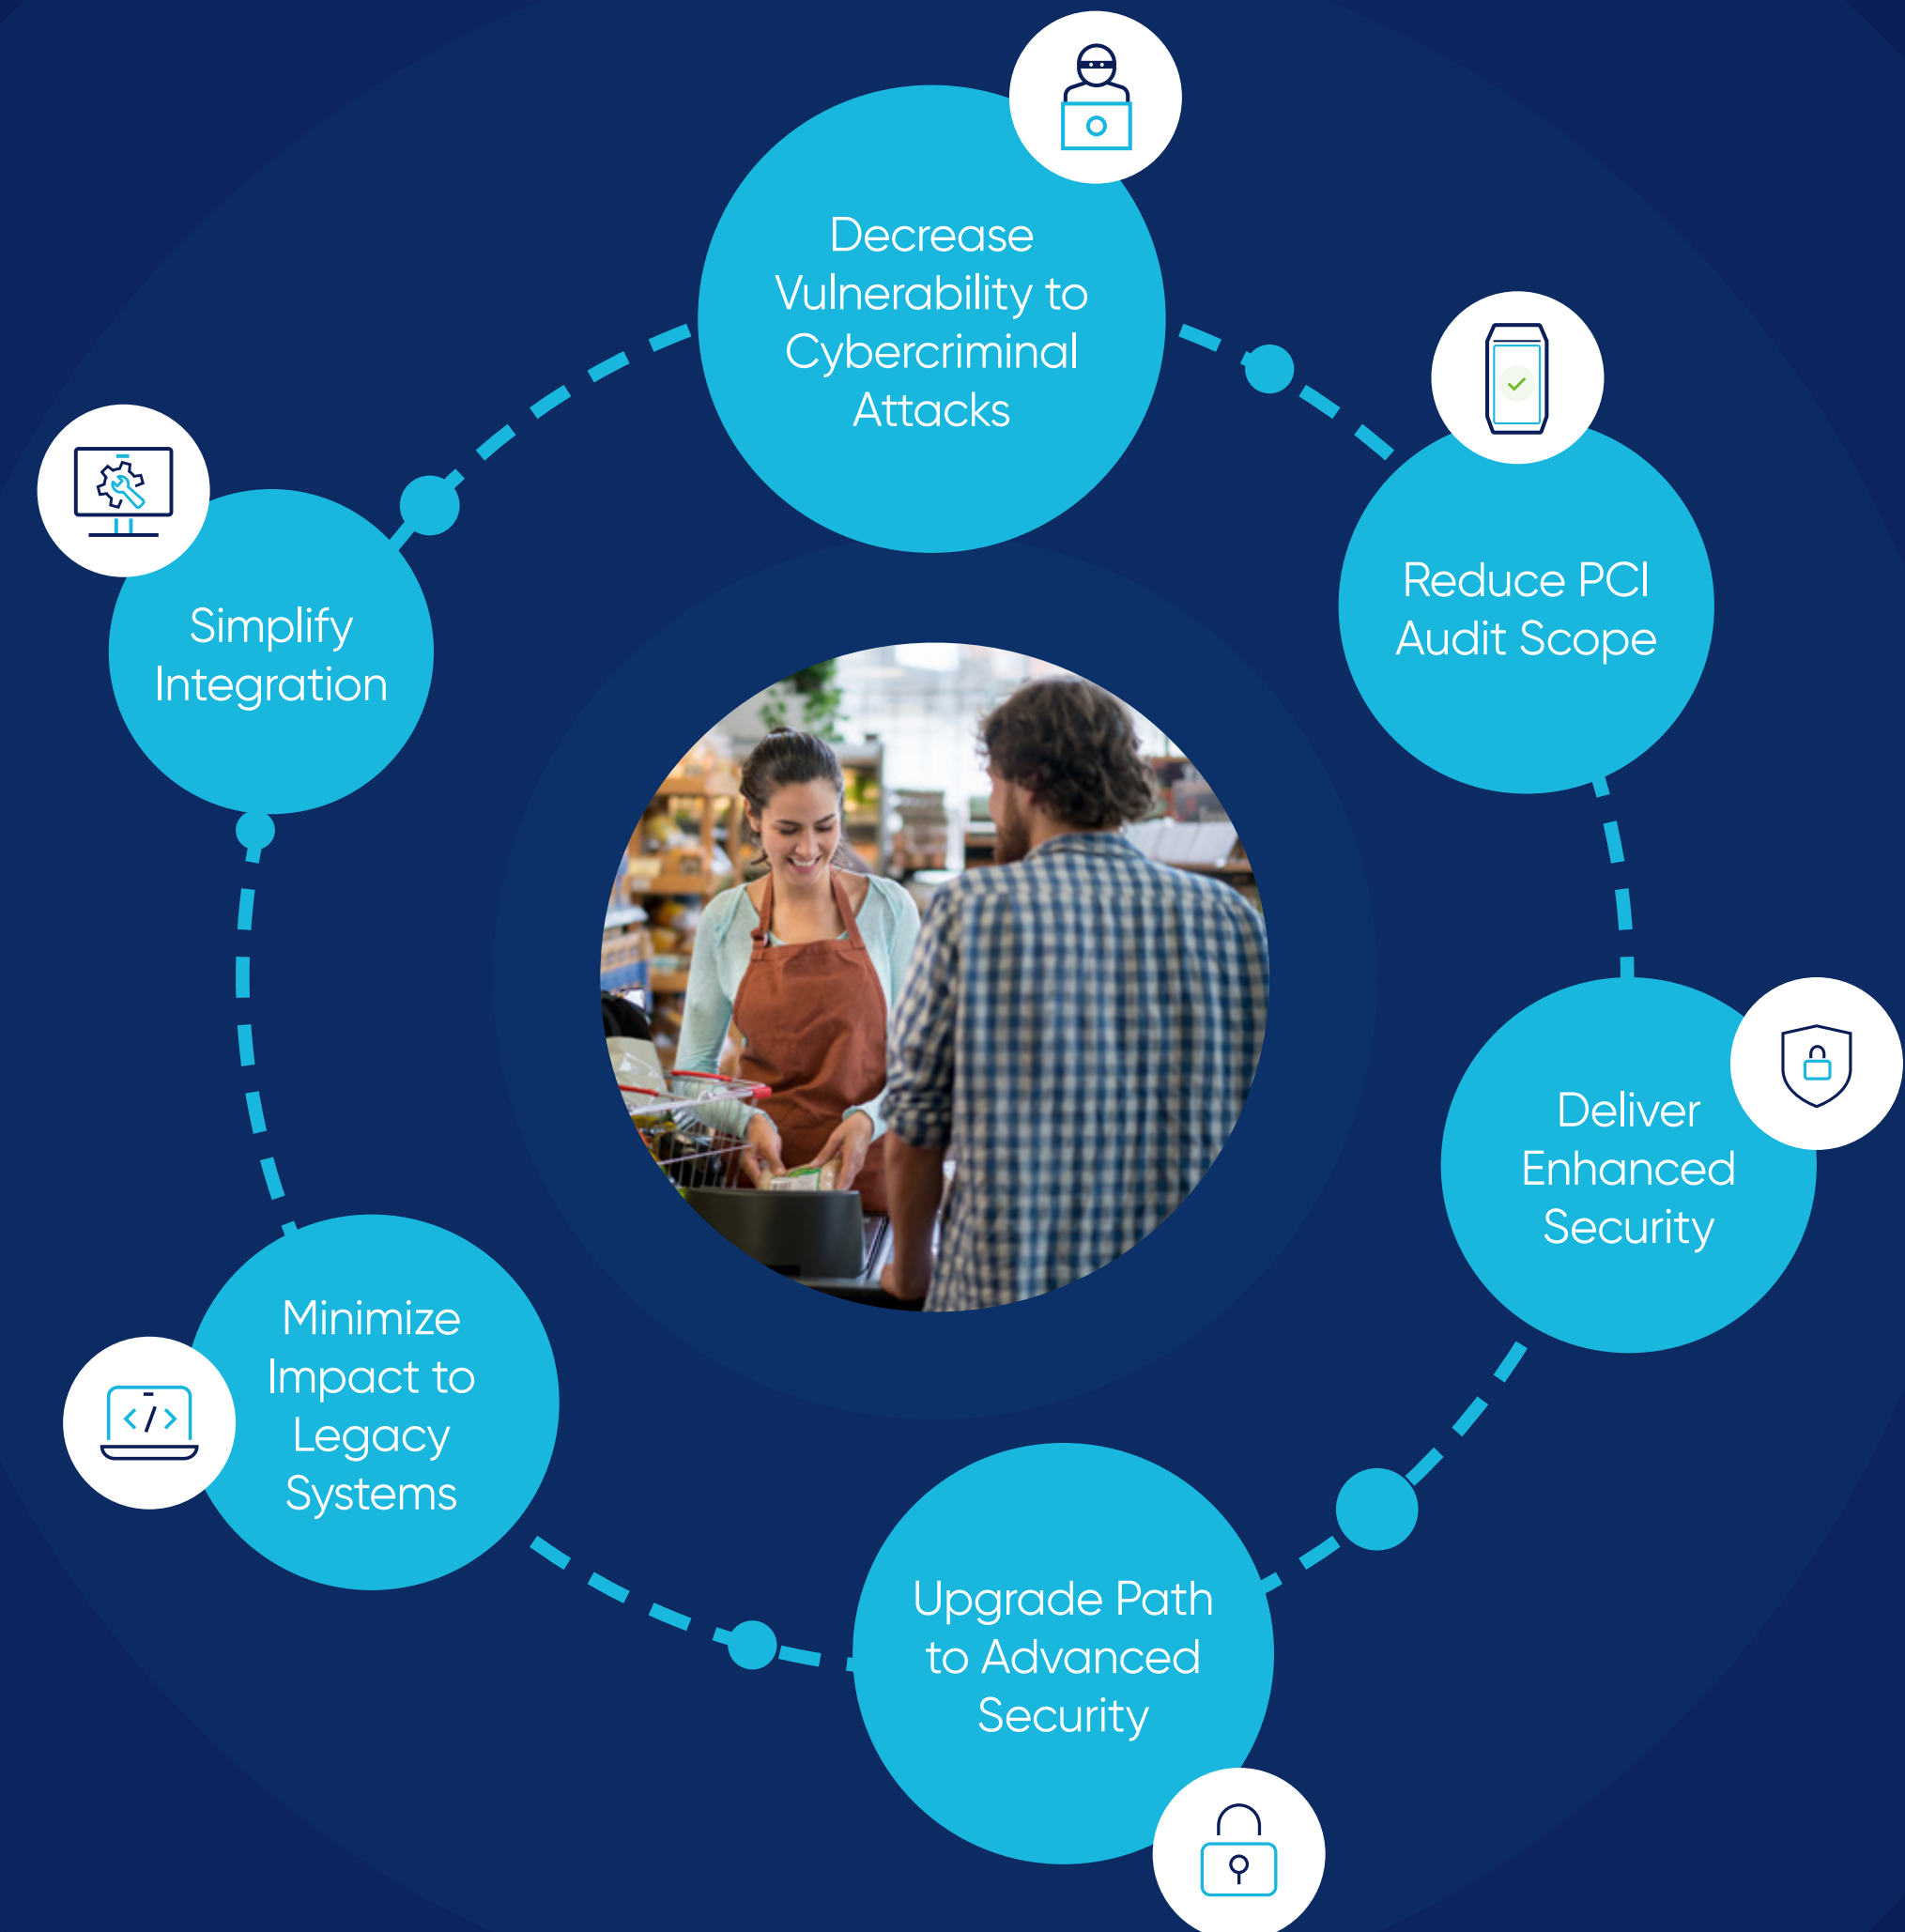 Decrease
Vulnerability to
Cybercriminal
Attacks
Reduce PCI
Audit Scope
Deliver
Enhanced
Security
Upgrade Path
to Advanced
Security
Minimize
Impact to
Legacy
Systems
Simplify
Integration